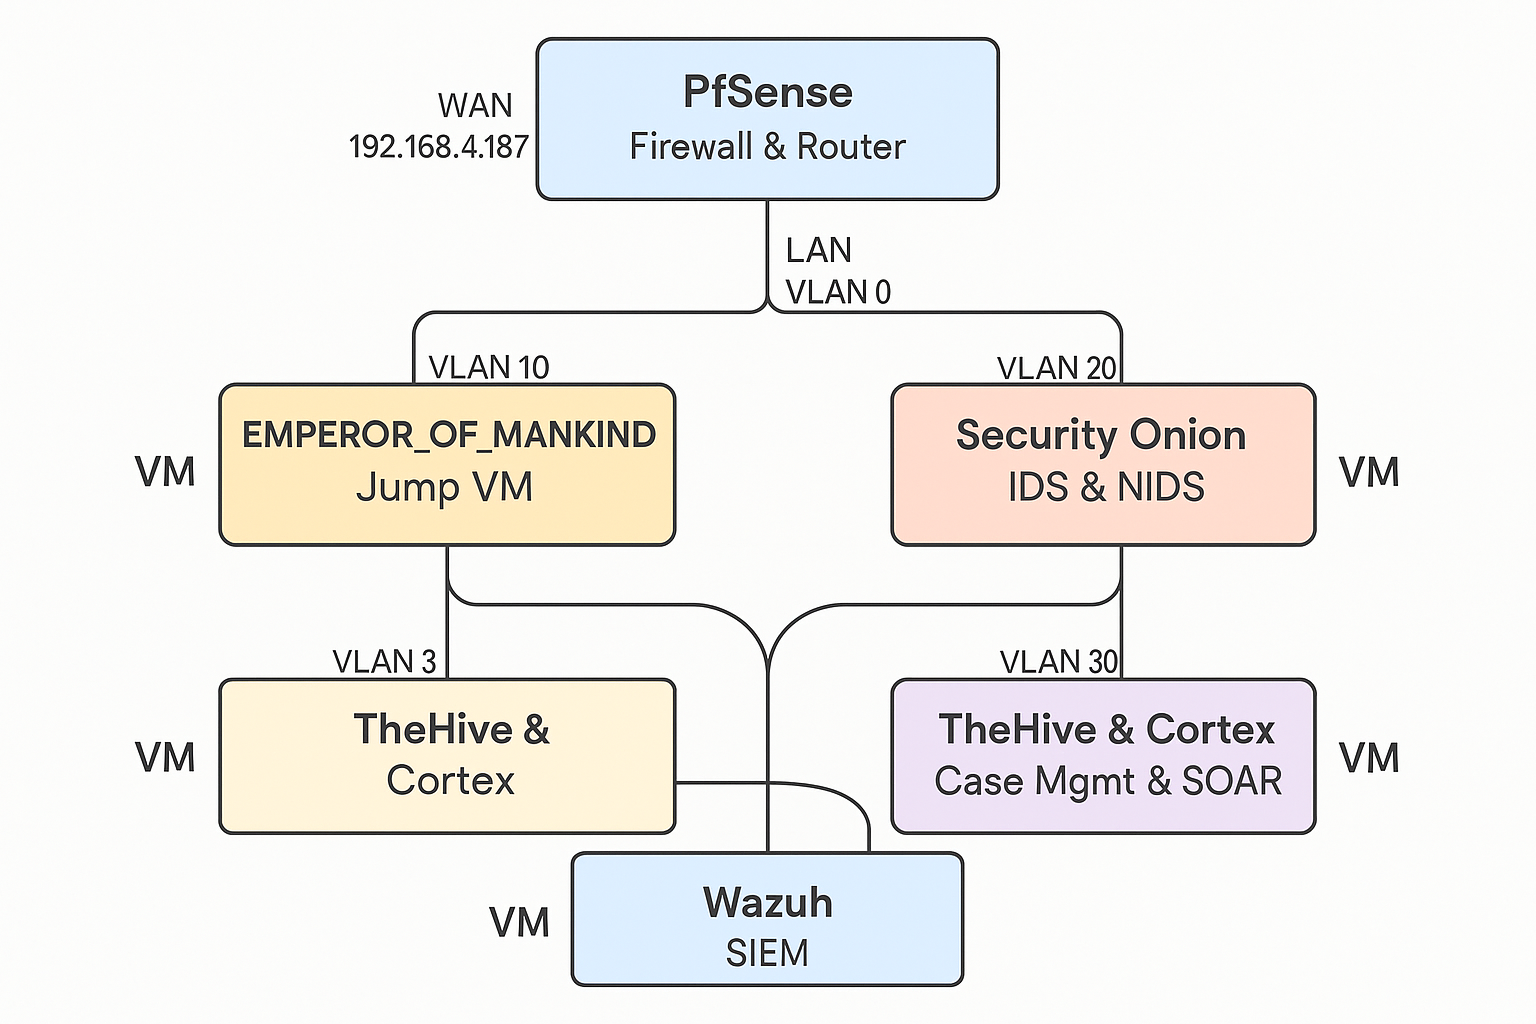 PfSense
Firewall & Router
WAN
192.168.4.187
LAN
VLAN 0
VLAN 10
VLAN 20
EMPEROR_OF_MANKIND
Jump VM
VM
Security Onion
IDS & NIDS
VM
VLAN 3
VLAN 30
TheHive &
Cortex
VM
TheHive & Cortex
Case Mgmt & SOAR
VM
Wazuh
SIEM
VM